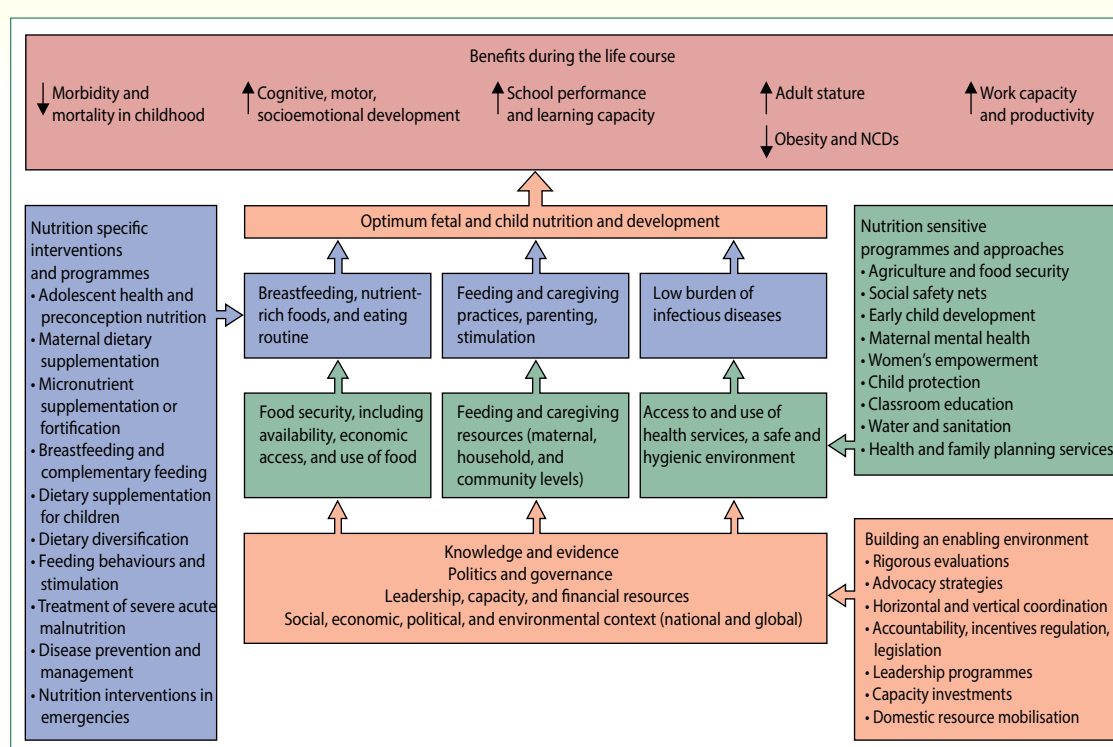 Benefits during the life course
Morbidity and
mortality in childhood
Cognitive, motor,
socioemotional development
School performance
and learning capacity
Adult stature
Obesity and NCDs
Work capacity
and productivity
Optimum fetal and child nutrition and development
Nutrition specific
interventions
and programmes
• Adolescent health and
preconception nutrition
• Maternal dietary
supplementation
• Micronutrient
supplementation or
fortification
• Breastfeeding and
complementary feeding
• Dietary supplementation
for children
• Dietary diversification
• Feeding behaviours and
stimulation
• Treatment of severe acute
malnutrition
• Disease prevention and
management
• Nutrition interventions in
emergencies
Breastfeeding, nutrient-
rich foods, and eating
routine
Feeding and caregiving
practices, parenting,
stimulation
Low burden of
infectious diseases
Food security, including
availability, economic
access, and use of food
Feeding and caregiving
resources (maternal,
household, and
community levels)
Access to and use of
health services, a safe and
hygienic environment
Knowledge and evidence
Politics and governance
Leadership, capacity, and financial resources
Social, economic, political, and environmental context (national and global)
Nutrition sensitive
programmes and approaches
• Agriculture and food security
• Social safety nets
• Early child development
• Maternal mental health
• Women's empowerment
• Child protection
• Classroom education
• Water and sanitation
• Health and family planning services
Building an enabling environment
• Rigorous evaluations
• Advocacy strategies
• Horizontal and vertical coordination
• Accountability, incentives regulation,
legislation
• Leadership programmes
• Capacity investments
• Domestic resource mobilisation